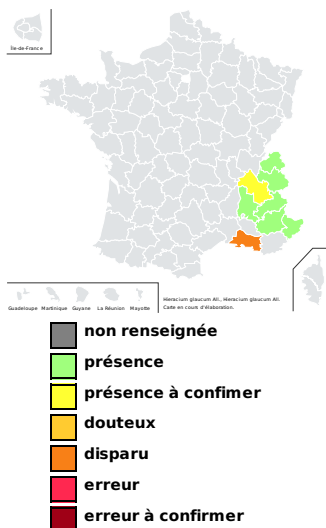 Île-de-France
Guadeloupe Martinique Guyane La Réunion Mayotte
Hieracium glaucum All., Hieracium glaucum All.
Carte en cours d'élaboration.
non renseignée
présence
présence à confimer
douteux
disparu
erreur
erreur à confirmer